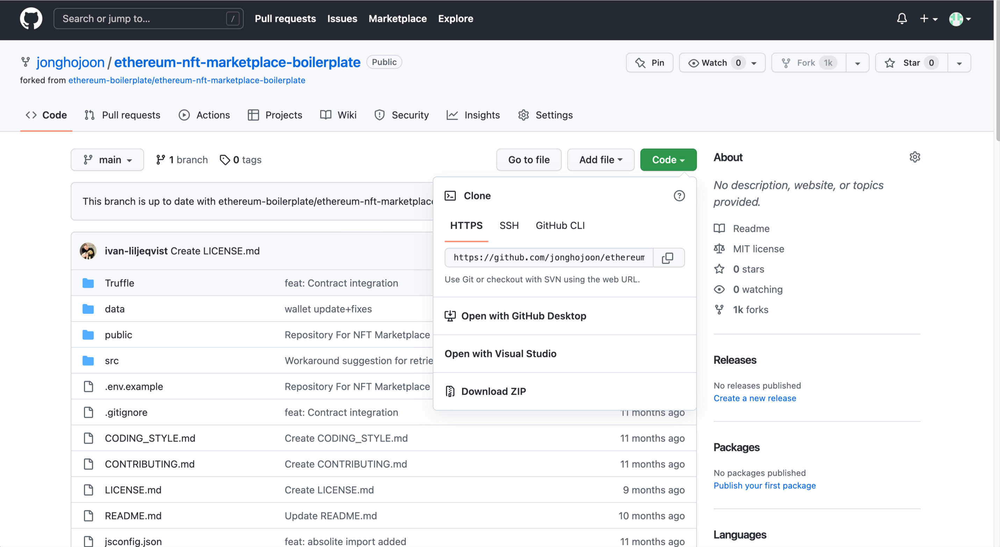 Search or jump to... / Pull requests Issues Marketplace Explore
jonghojoon / ethereum-nft-marketplace-boilerplate Public
Pin Watch 0 Fork 1k Star 0
forked from ethereum-boilerplate/ethereum-nft-marketplace-boilerplate
Code Pull requests Actions Projects Wiki Security Insights Settings
main 1 branch 0 tags Go to file Add file Code
This branch is up to date with ethereum-boilerplate/ethereum-nft-marketplac
ivan-liljeqvist Create LICENSE.md
Truffle feat: Contract integration
data wallet update+fixes
public Repository For NFT Marketplace
src Workaround suggestion for retrie
.env.example Repository For NFT Marketplace
.gitignore feat: Contract integration 11 months ago
CODING_STYLE.md Create CODING_STYLE.md 11 months ago
CONTRIBUTING.md Create CONTRIBUTING.md 11 months ago
LICENSE.md Create LICENSE.md 9 months ago
README.md Update README.md 10 months ago
jsconfig.json feat: absolite import added 11 months ago
Clone
HTTPS SSH GitHub CLI
https://github.com/jonghojoon/ethereum
Use Git or checkout with SVN using the web URL.
Open with GitHub Desktop
Open with Visual Studio
Download ZIP
About
No description, website, or topics
provided.
Readme
MIT license
0 stars
0 watching
1k forks
Releases
No releases published
Create a new release
Packages
No packages published
Publish your first package
Languages